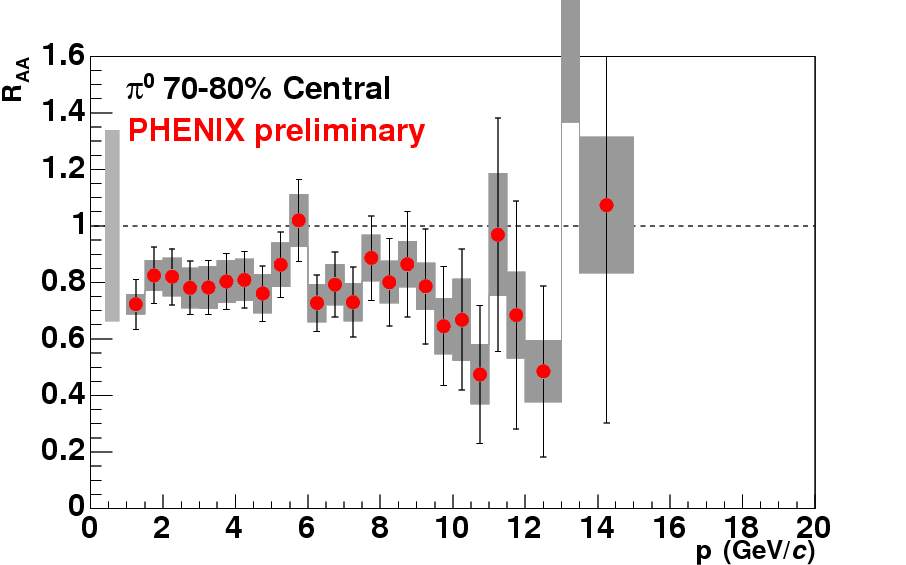 R_AA
π⁰ 70-80% Central
PHENIX preliminary
1.6
1.4
1.2
1
0.8
0.6
0.4
0.2
0
0 2 4 6 8 10 12 14 16 18 20
p (GeV/c)